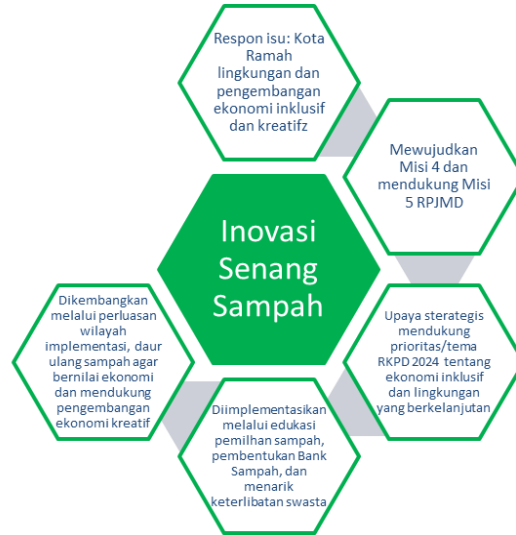 Respon isu: Kota
Ramah
lingkungan dan
pengembangan
ekonomi inklusif
dan kreatifz
Mewujudkan
Misi 4 dan
mendukung Misi
5 RPJMD
Inovasi
Senang
Sampah
Upaya sterategis
mendukung
prioritas/tema
RKPD 2024 tentang
ekonomi inklusif
dan lingkungan
yang berkelanjutan
Diimplementasikan
melalui edukasi
pemilhan sampah,
pembentukan Bank
Sampah, dan
menarik
keterlibatan swasta
Dikembangkan
melalui perluasan
wilayah
implementasi, daur
ulang sampah agar
bernilai ekonomi
dan mendukung
pengembangan
ekonomi kreatif